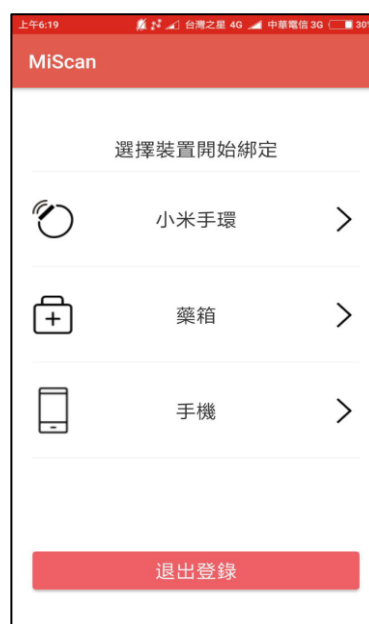 上午6:19 台灣之星 4G 中華電信 3G 30%
MiScan
選擇裝置開始綁定
小米手環
藥箱
手機
退出登錄